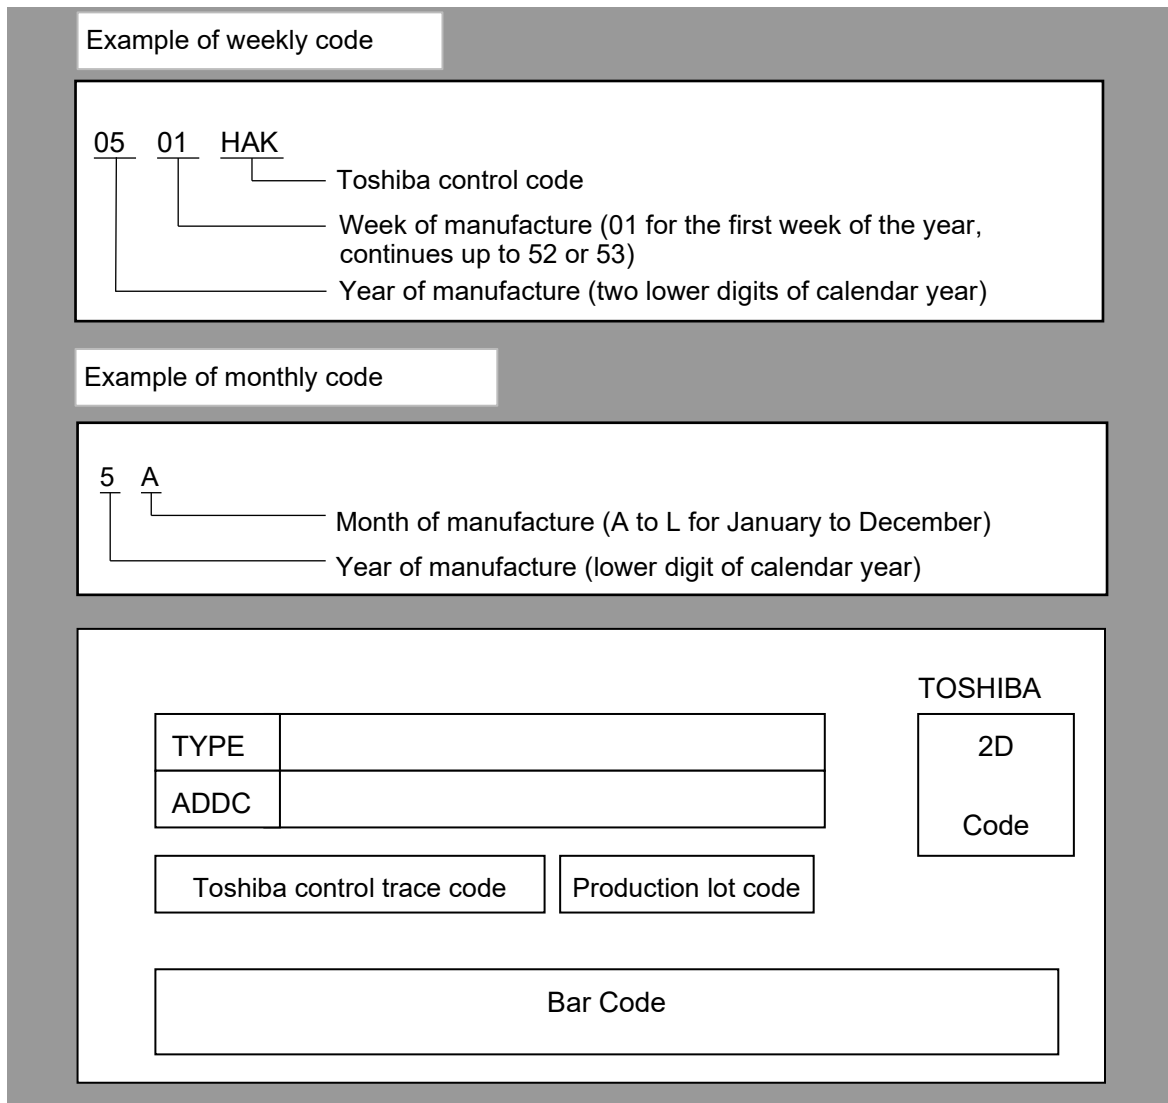 Example of weekly code
05 01 HAK
Toshiba control code
Week of manufacture (01 for the first week of the year,
continues up to 52 or 53)
Year of manufacture (two lower digits of calendar year)
Example of monthly code
5 A
Month of manufacture (A to L for January to December)
Year of manufacture (lower digit of calendar year)
TOSHIBA
TYPE
2D
ADDC
Code
Toshiba control trace code
Production lot code
Bar Code